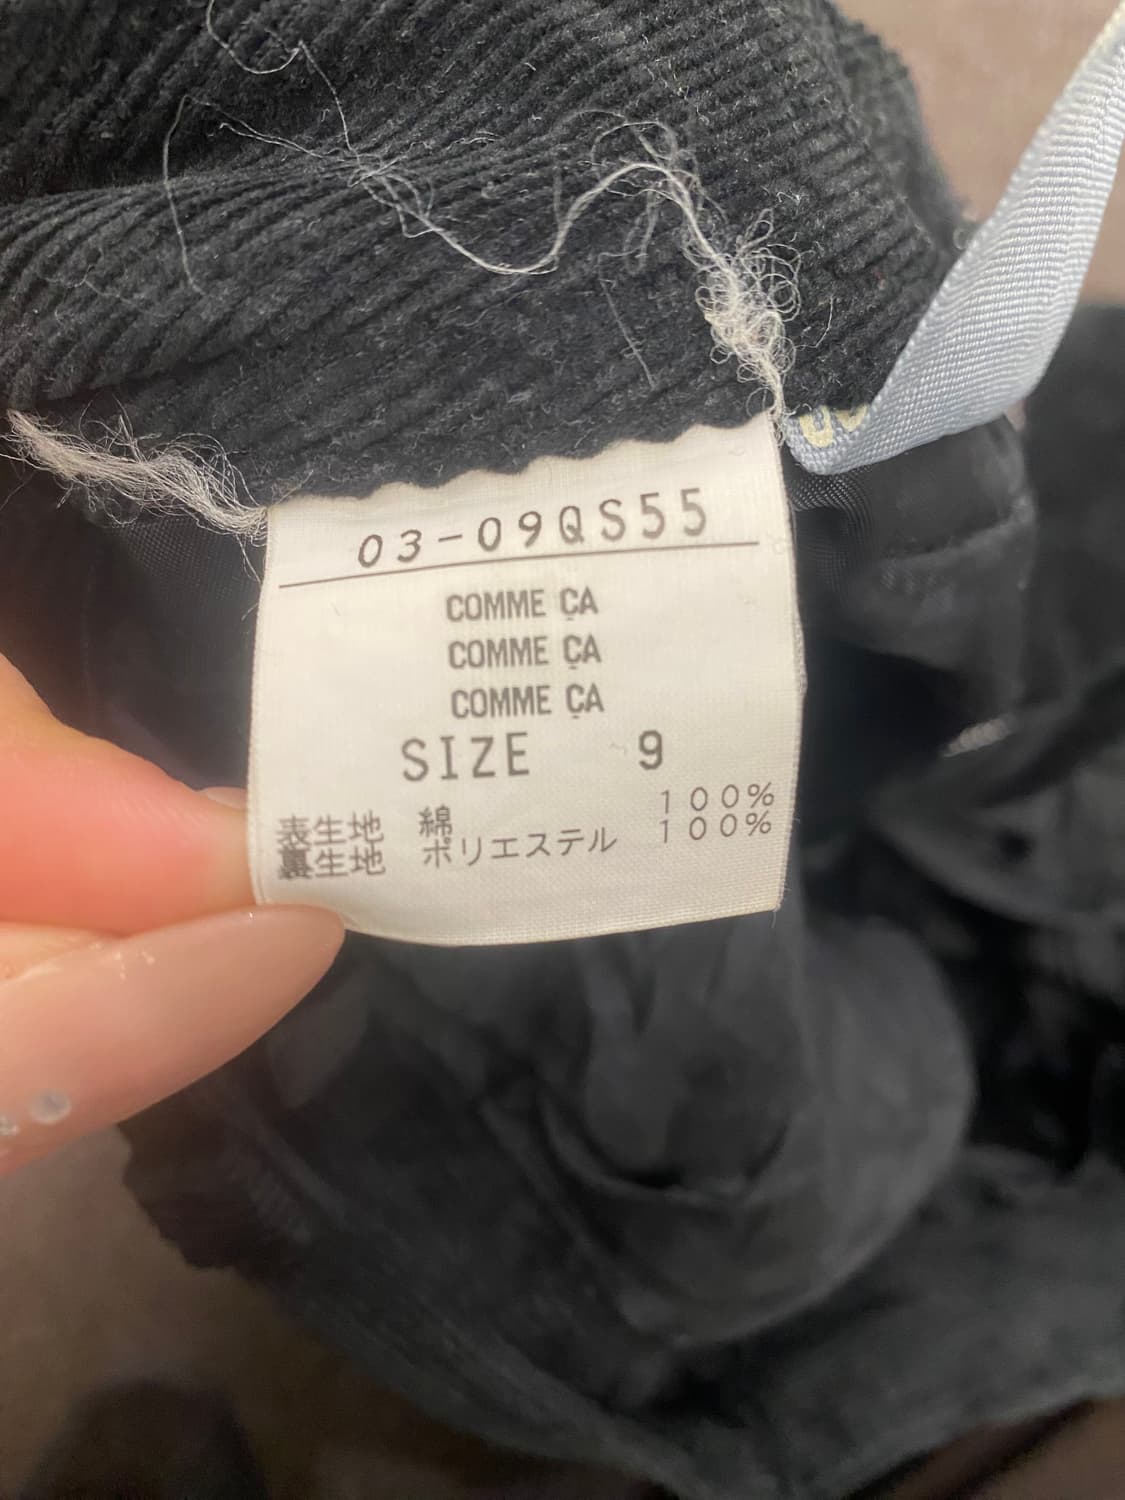 03-09QS55
COMME ÇA
COMME ÇA
COMME ÇA
SIZE 9
表生地 綿 100%
裏生地 ポリエステル 100%